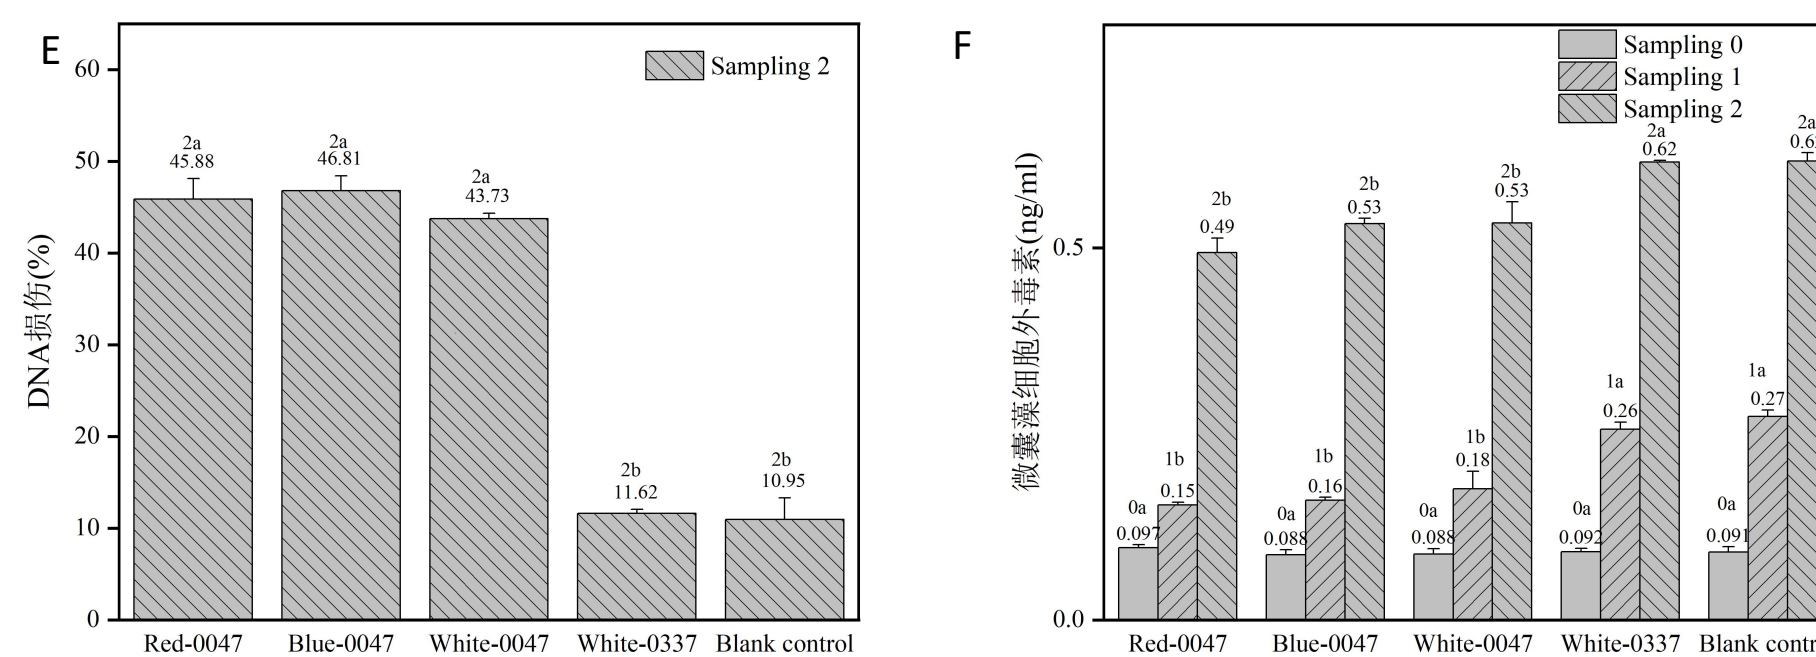 E
DNA损伤(%)
60
50
40
30
20
10
0
Sampling 2
2a
45.88
2a
46.81
2a
43.73
2b
11.62
2b
10.95
Red-0047
Blue-0047
White-0047
White-0337
Blank control
F
微囊藻细胞外毒素(ng/ml)
0.5
0.0
Sampling 0
Sampling 1
Sampling 2
0a
0.097
1b
0.15
2b
0.49
0a
0.088
1b
0.16
2b
0.53
0a
0.088
1b
0.18
2b
0.53
0a
0.092
1a
0.26
2a
0.62
0a
0.091
1a
0.27
2a
Red-0047
Blue-0047
White-0047
White-0337
Blank